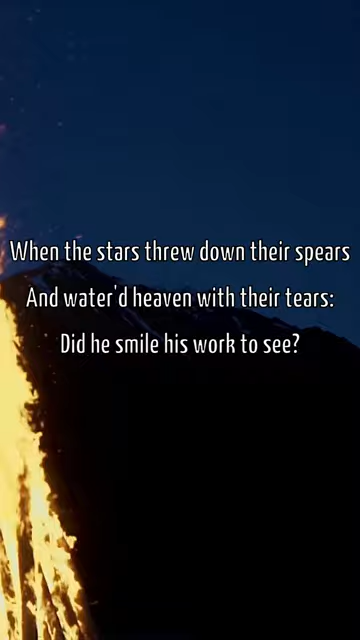 When the stars threw down their spears
And water'd heaven with their tears:
Did he smile his work to see?